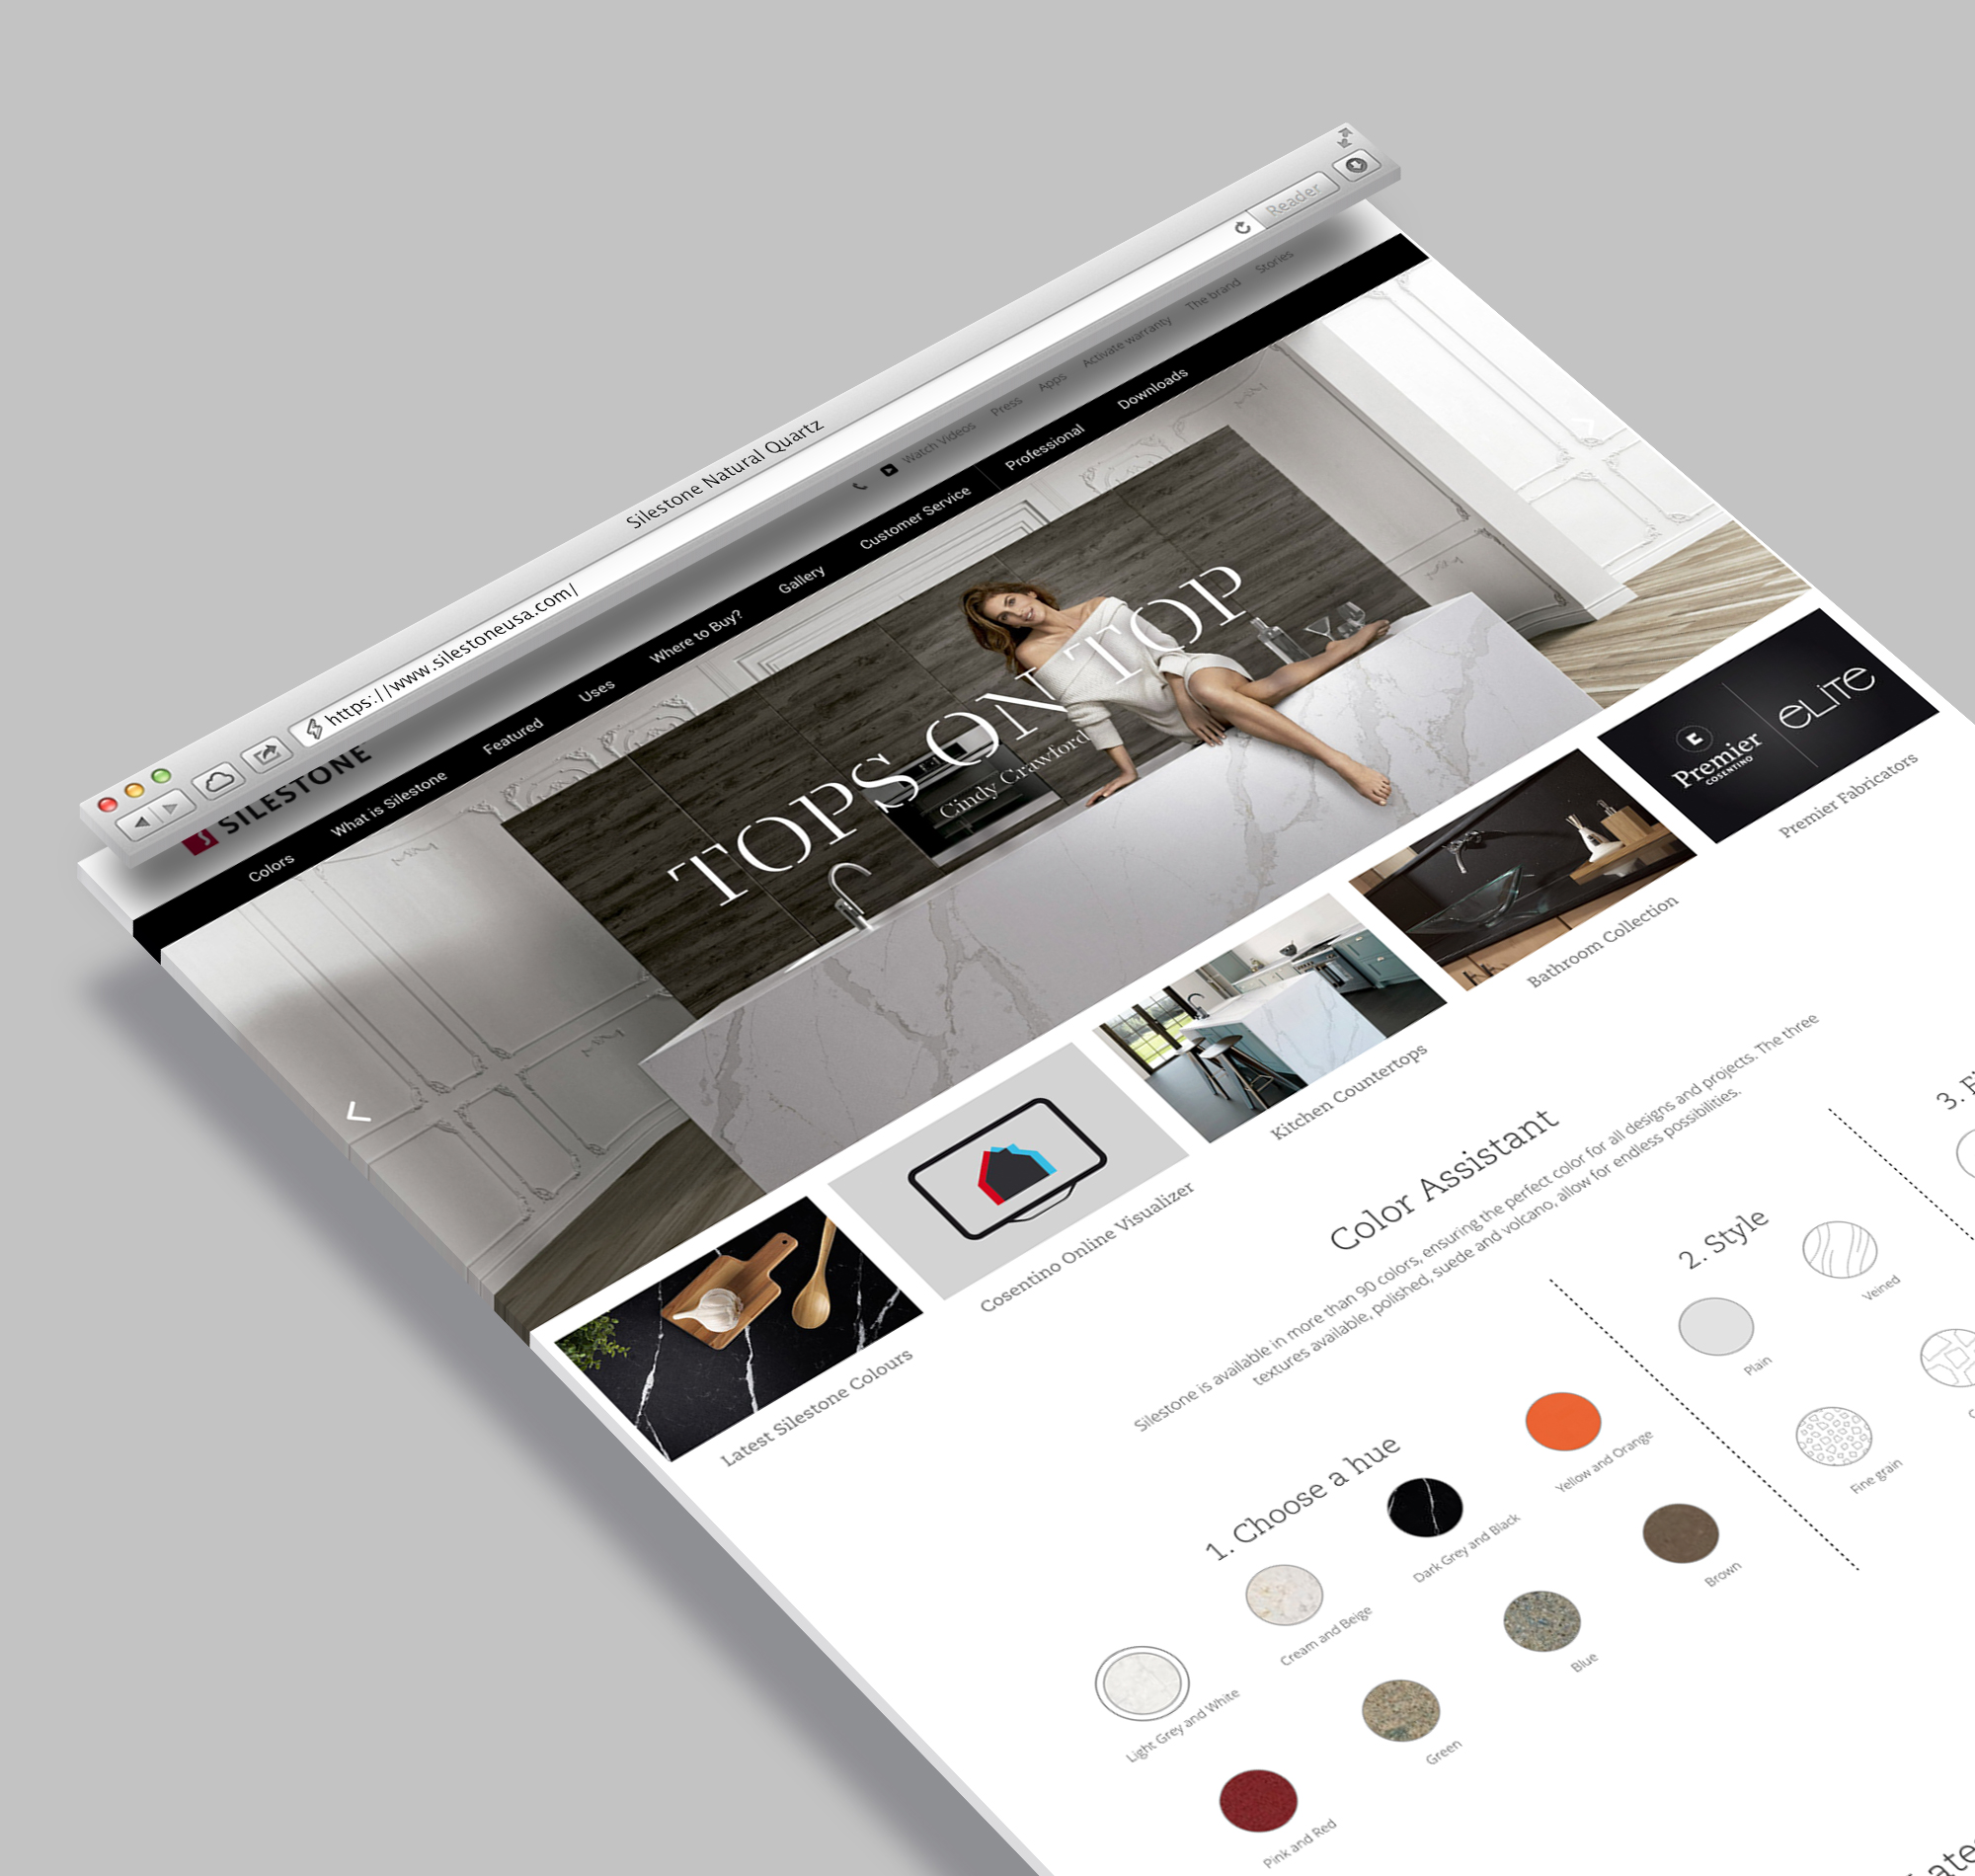 Silestone Natural Quartz
https://www.silestoneusa.com/
Reader
SILESTONE
Watch Videos
Press
Apps
Activate warranty
The brand
Stories
Colors
What is Silestone
Featured
Uses
Where to Buy?
Gallery
Customer Service
Professional
Downloads
TOPS ON TOP
Cindy Crawford
Latest Silestone Colours
Cosentino Online Visualizer
Kitchen Countertops
Bathroom Collection
Premier
COSENTINO
eLiTe
Premier Fabricators
Color Assistant
Silestone is available in more than 90 colors, ensuring the perfect color for all designs and projects. The three
textures available, polished, suede and volcano, allow for endless possibilities.
1. Choose a hue
Light Grey and White
Cream and Beige
Dark Grey and Black
Yellow and Orange
Pink and Red
Green
Blue
Brown
2. Style
Plain
Veined
Fine grain
3.